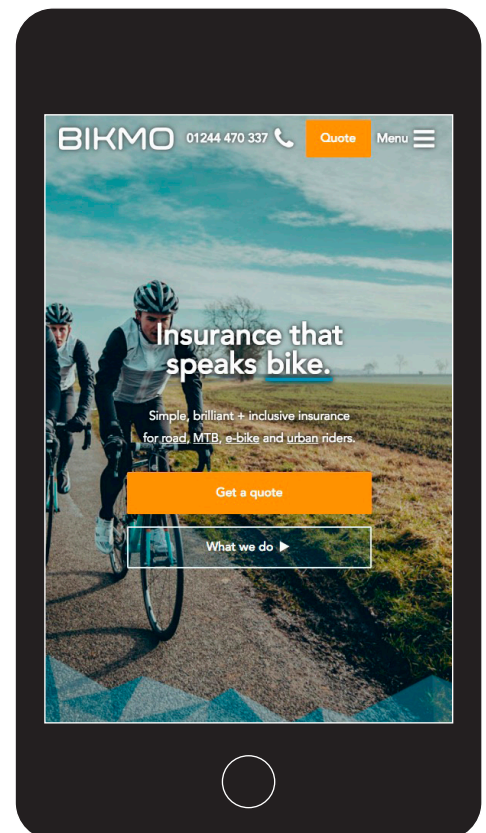 BIKMO 01244 470 337 Quote Menu
Insurance that
speaks bike.
Simple, brilliant + inclusive insurance
for road, MTB, e-bike and urban riders.
Get a quote
What we do